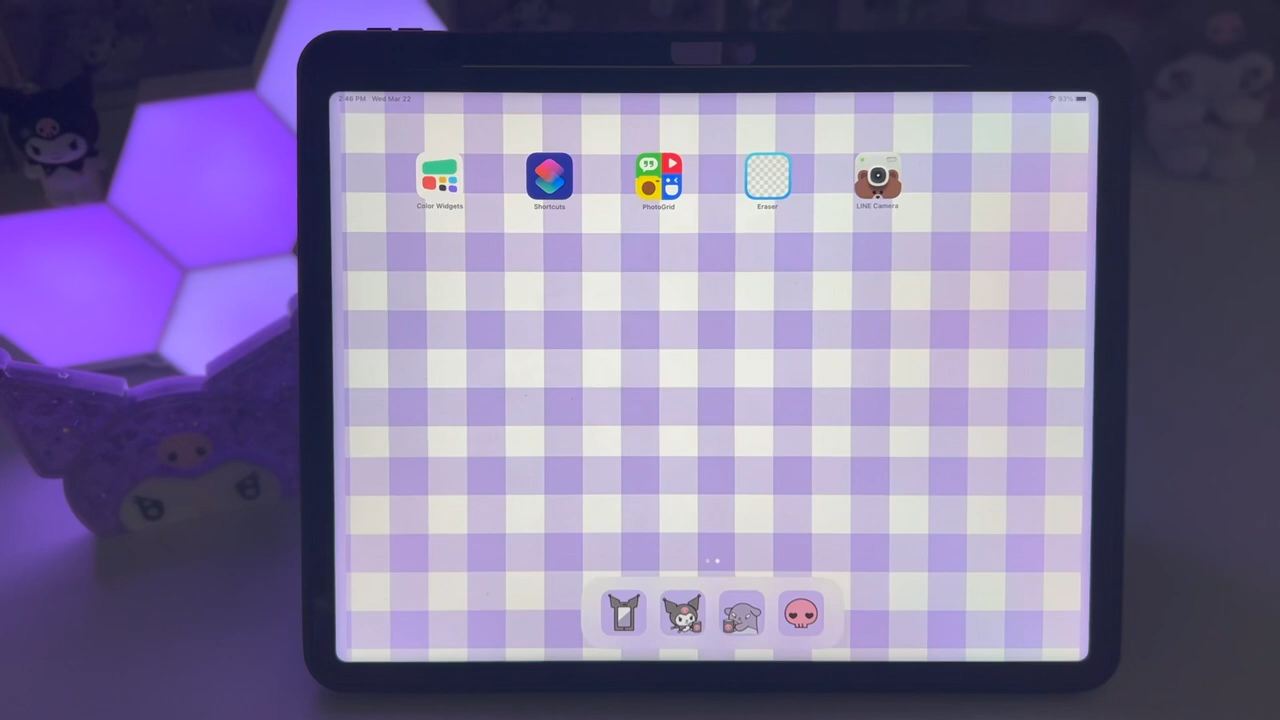 2:46 PM Wed Mar 22
93%
Color Widgets
Shortcuts
PhotoGrid
Eraser
LINE Camera